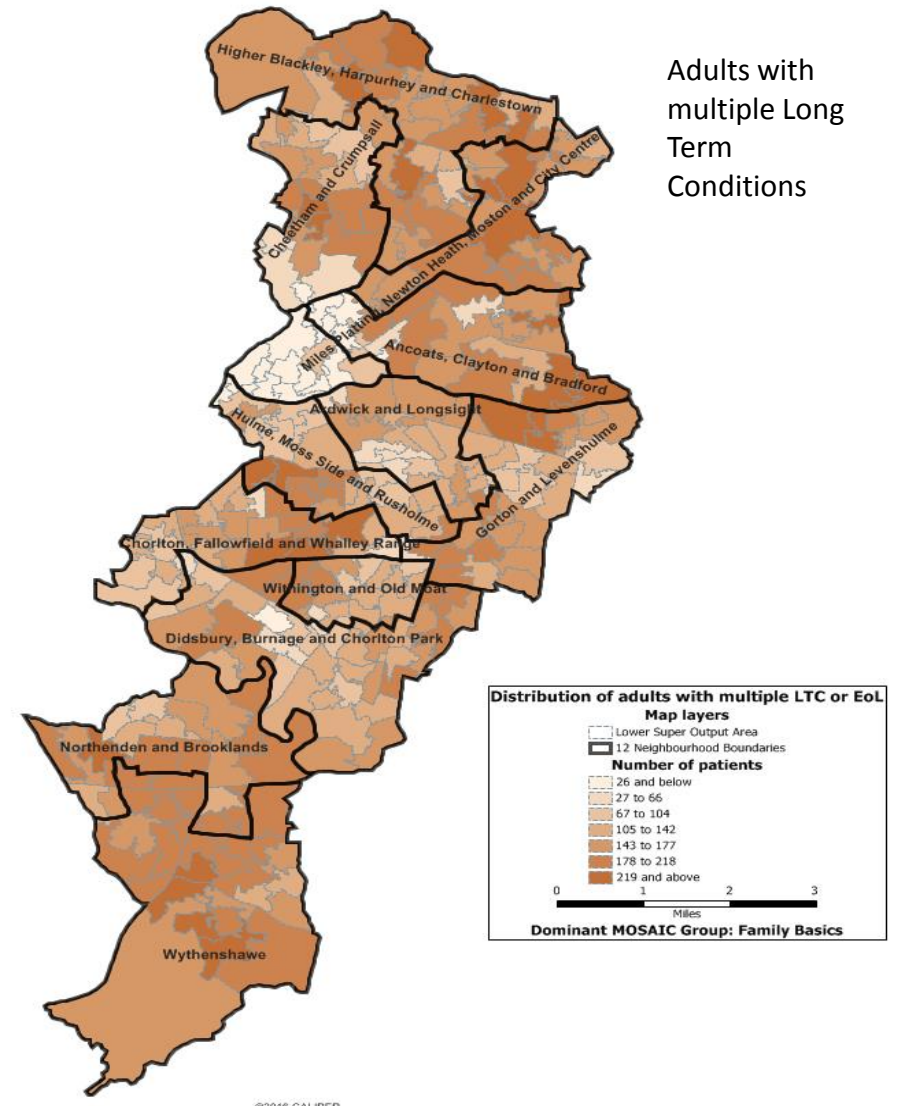 Adults with
multiple Long
Term
Conditions
Higher Blackley, Harpurhey and Charlestown
Cheetham and Crumpsall
Miles Platting, Newton Heath, Moston and City Centre
Ancoats, Clayton and Bradford
Ardwick and Longsight
Hulme, Moss Side and Rusholme
Gorton and Levenshulme
Chorlton, Fallowfield and Whalley Range
Withington and Old Moat
Didsbury, Burnage and Chorlton Park
Northenden and Brooklands
Wythenshawe
Distribution of adults with multiple LTC or EoL
Map layers
Lower Super Output Area
12 Neighbourhood Boundaries
Number of patients
26 and below
27 to 66
67 to 104
105 to 142
143 to 177
178 to 218
219 and above
0 1 2 3
Miles
Dominant MOSAIC Group: Family Basics